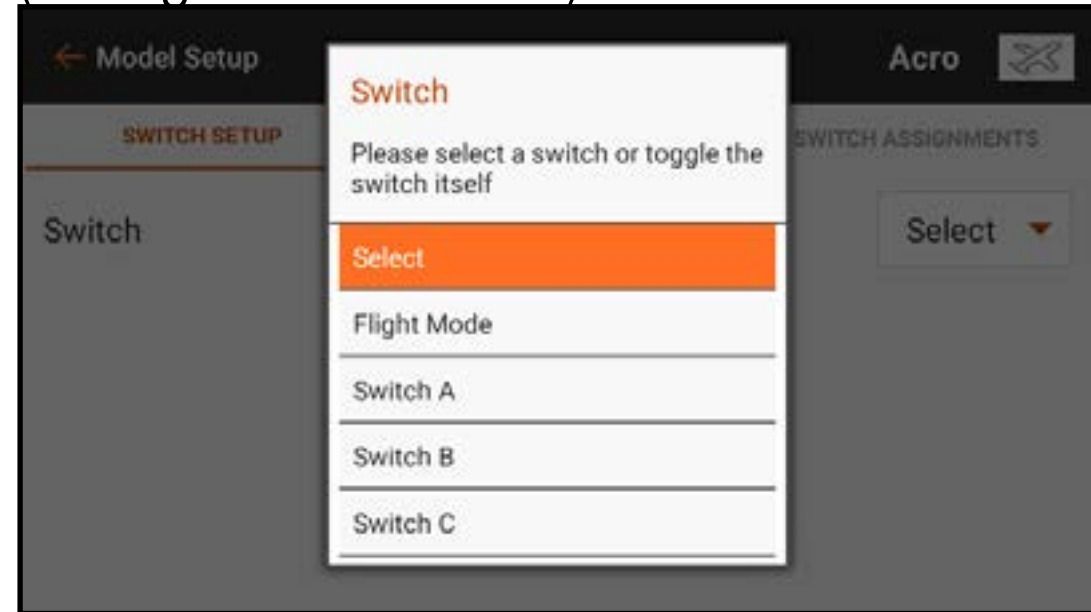 ← Model Setup
Acro
SWITCH SETUP
SWITCH ASSIGNMENTS
Switch
Select
Switch
Please select a switch or toggle the
switch itself
Select
Flight Mode
Switch A
Switch B
Switch C